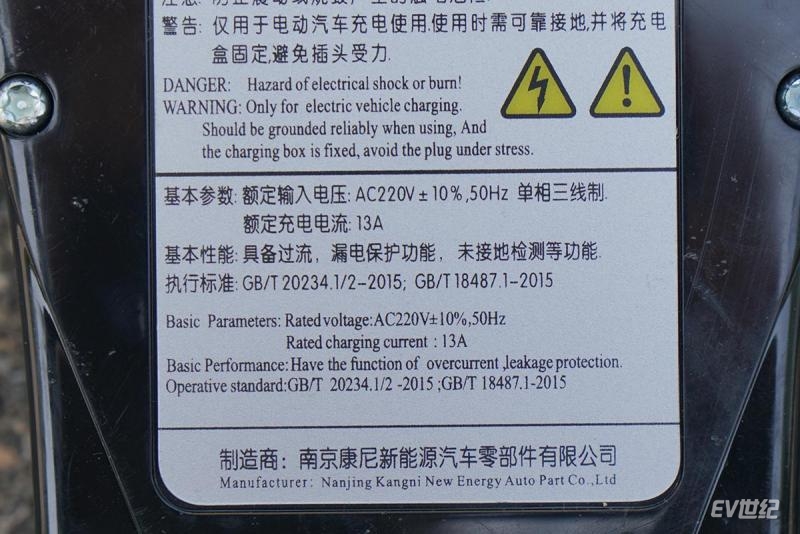 警告: 仅用于电动汽车充电使用.使用时需可靠接地,并将充电
盒固定,避免插头受力.
DANGER: Hazard of electrical shock or burn!
WARNING: Only for electric vehicle charging.
Should be grounded reliably when using, And
the charging box is fixed, avoid the plug under stress.
基本参数: 额定输入电压: AC220V±10%,50Hz 单相三线制.
额定充电电流: 13A
基本性能: 具备过流, 漏电保护功能, 未接地检测等功能.
执行标准: GB/T 20234.1/2-2015; GB/T 18487.1-2015
Basic Parameters: Rated voltage:AC220V±10%,50Hz
Rated charging current : 13A
Basic Performance: Have the function of overcurrent ,leakage protection.
Operative standard:GB/T 20234.1/2 -2015 ;GB/T 18487.1-2015
制造商: 南京康尼新能源汽车零部件有限公司
Manufacturer: Nanjing Kangni New Energy Auto Part Co.,Ltd
EV世纪